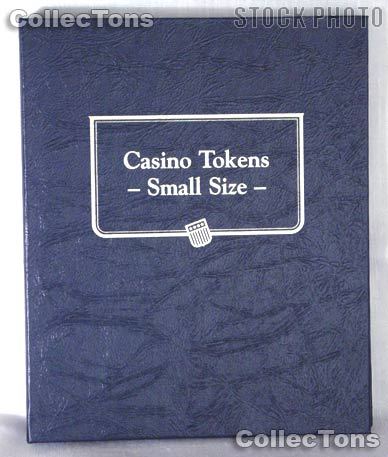 CollecTons
STOCK PHOTO
Casino Tokens
– Small Size –
CollecTons